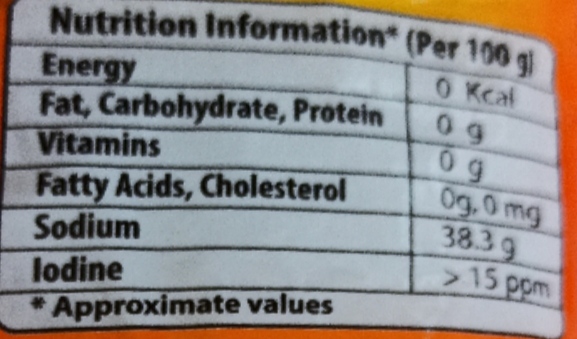 Nutrition Information* (Per 100 g)
Energy 0 Kcal
Fat, Carbohydrate, Protein 0 g
Vitamins 0 g
Fatty Acids, Cholesterol 0g, 0 mg
Sodium 38.3 g
Iodine > 15 ppm
* Approximate values